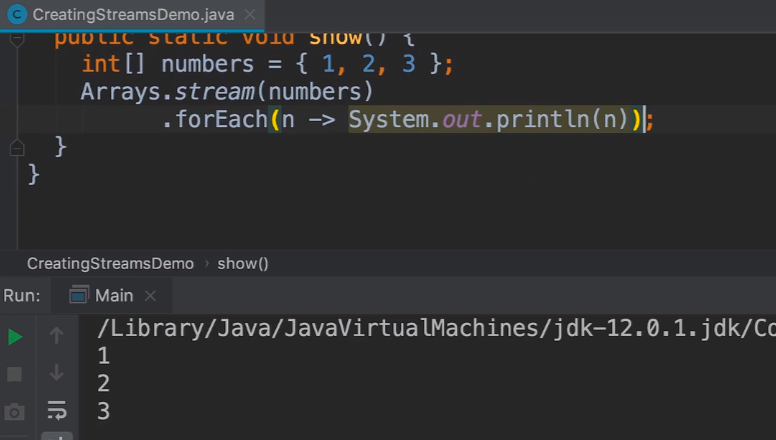 CreatingStreamsDemo.java
public static void show() {
int[] numbers = { 1, 2, 3 };
Arrays.stream(numbers)
.forEach(n -> System.out.println(n));
}
}
CreatingStreamsDemo › show()
Run: Main
/Library/Java/JavaVirtualMachines/jdk-12.0.1.jdk/Co
1
2
3